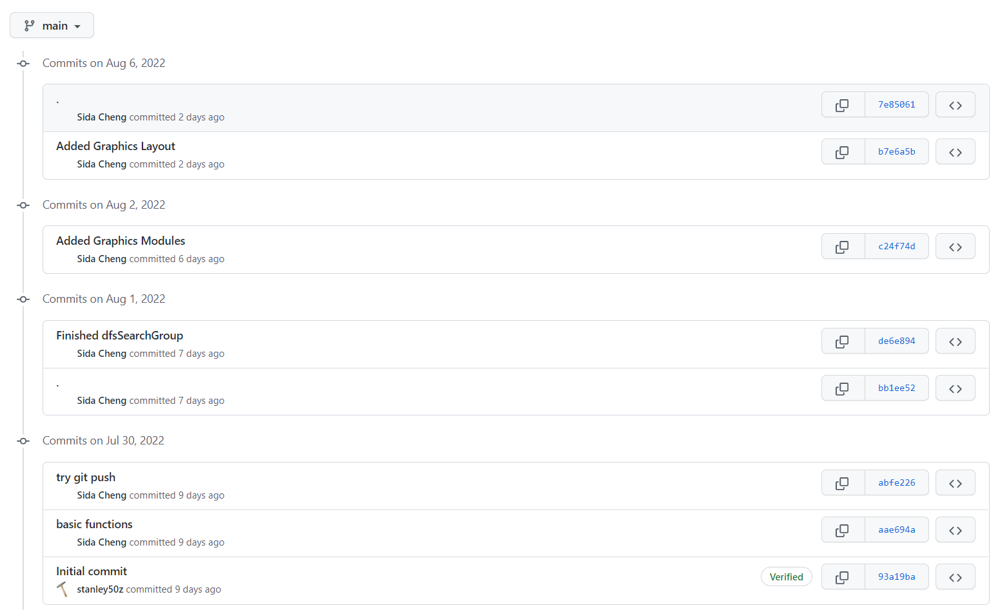 main
Commits on Aug 6, 2022
.
7e85061
Sida Cheng committed 2 days ago
Added Graphics Layout
b7e6a5b
Sida Cheng committed 2 days ago
Commits on Aug 2, 2022
Added Graphics Modules
c24f74d
Sida Cheng committed 6 days ago
Commits on Aug 1, 2022
Finished dfsSearchGroup
de6e894
Sida Cheng committed 7 days ago
.
bb1ee52
Sida Cheng committed 7 days ago
Commits on Jul 30, 2022
try git push
abfe226
Sida Cheng committed 9 days ago
basic functions
aae694a
Sida Cheng committed 9 days ago
Initial commit
Verified
93a19ba
stanley50z committed 9 days ago